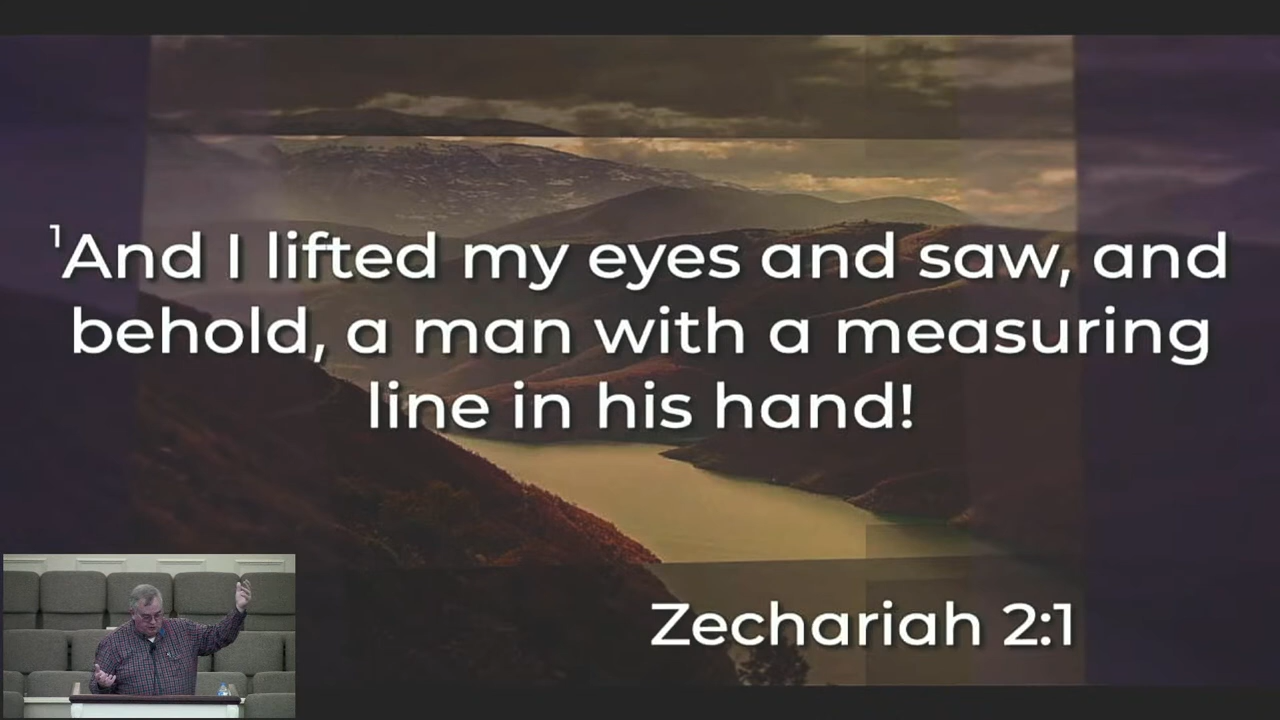 ¹And I lifted my eyes and saw, and
behold, a man with a measuring
line in his hand!
Zechariah 2:1